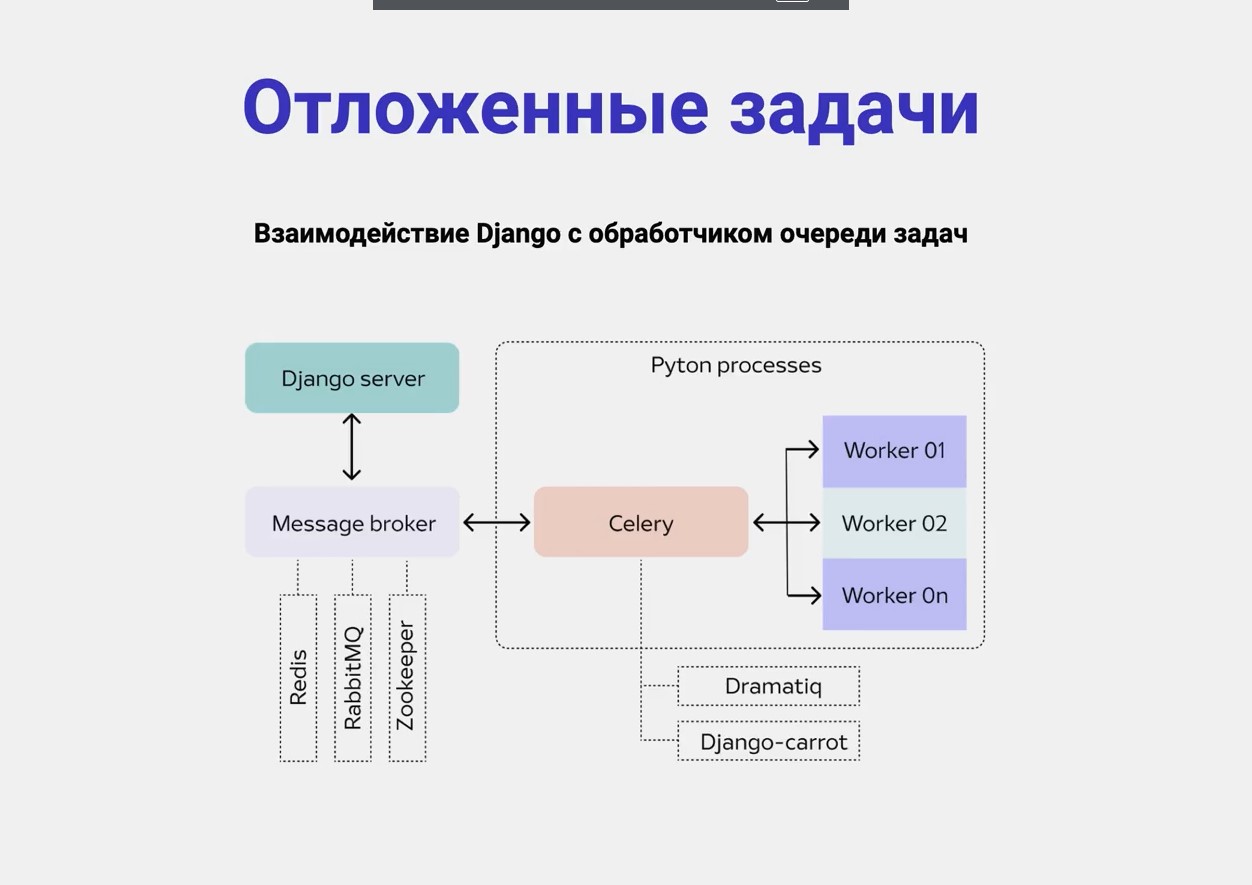 Отложенные задачи
Взаимодействие Django с обработчиком очереди задач
Django server
Pyton processes
Worker 01
Message broker
Celery
Worker 02
Worker 0n
Redis
RabbitMQ
Zookeeper
Dramatiq
Django-carrot